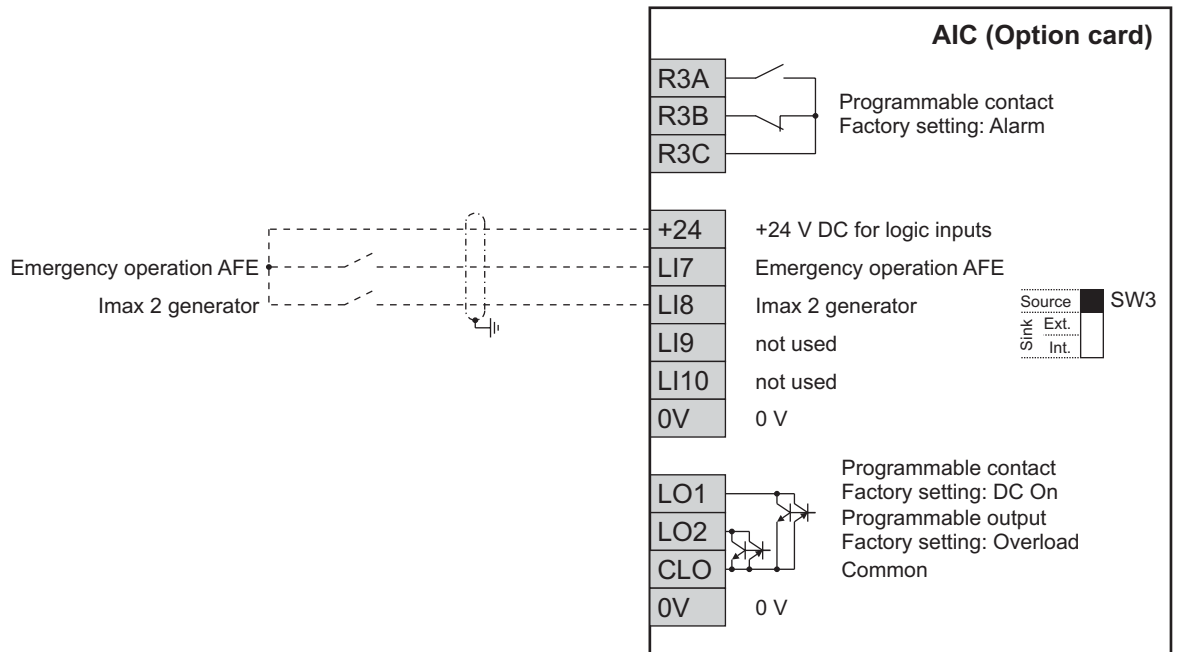 AIC (Option card)
R3A
R3B
R3C
Programmable contact
Factory setting: Alarm
+24
+24 V DC for logic inputs
Emergency operation AFE
LI7
Emergency operation AFE
Imax 2 generator
LI8
Imax 2 generator
LI9
not used
LI10
not used
0V
0 V
Source
SW3
Sink
Ext.
Int.
LO1
Programmable contact
Factory setting: DC On
LO2
Programmable output
Factory setting: Overload
CLO
Common
0V
0 V